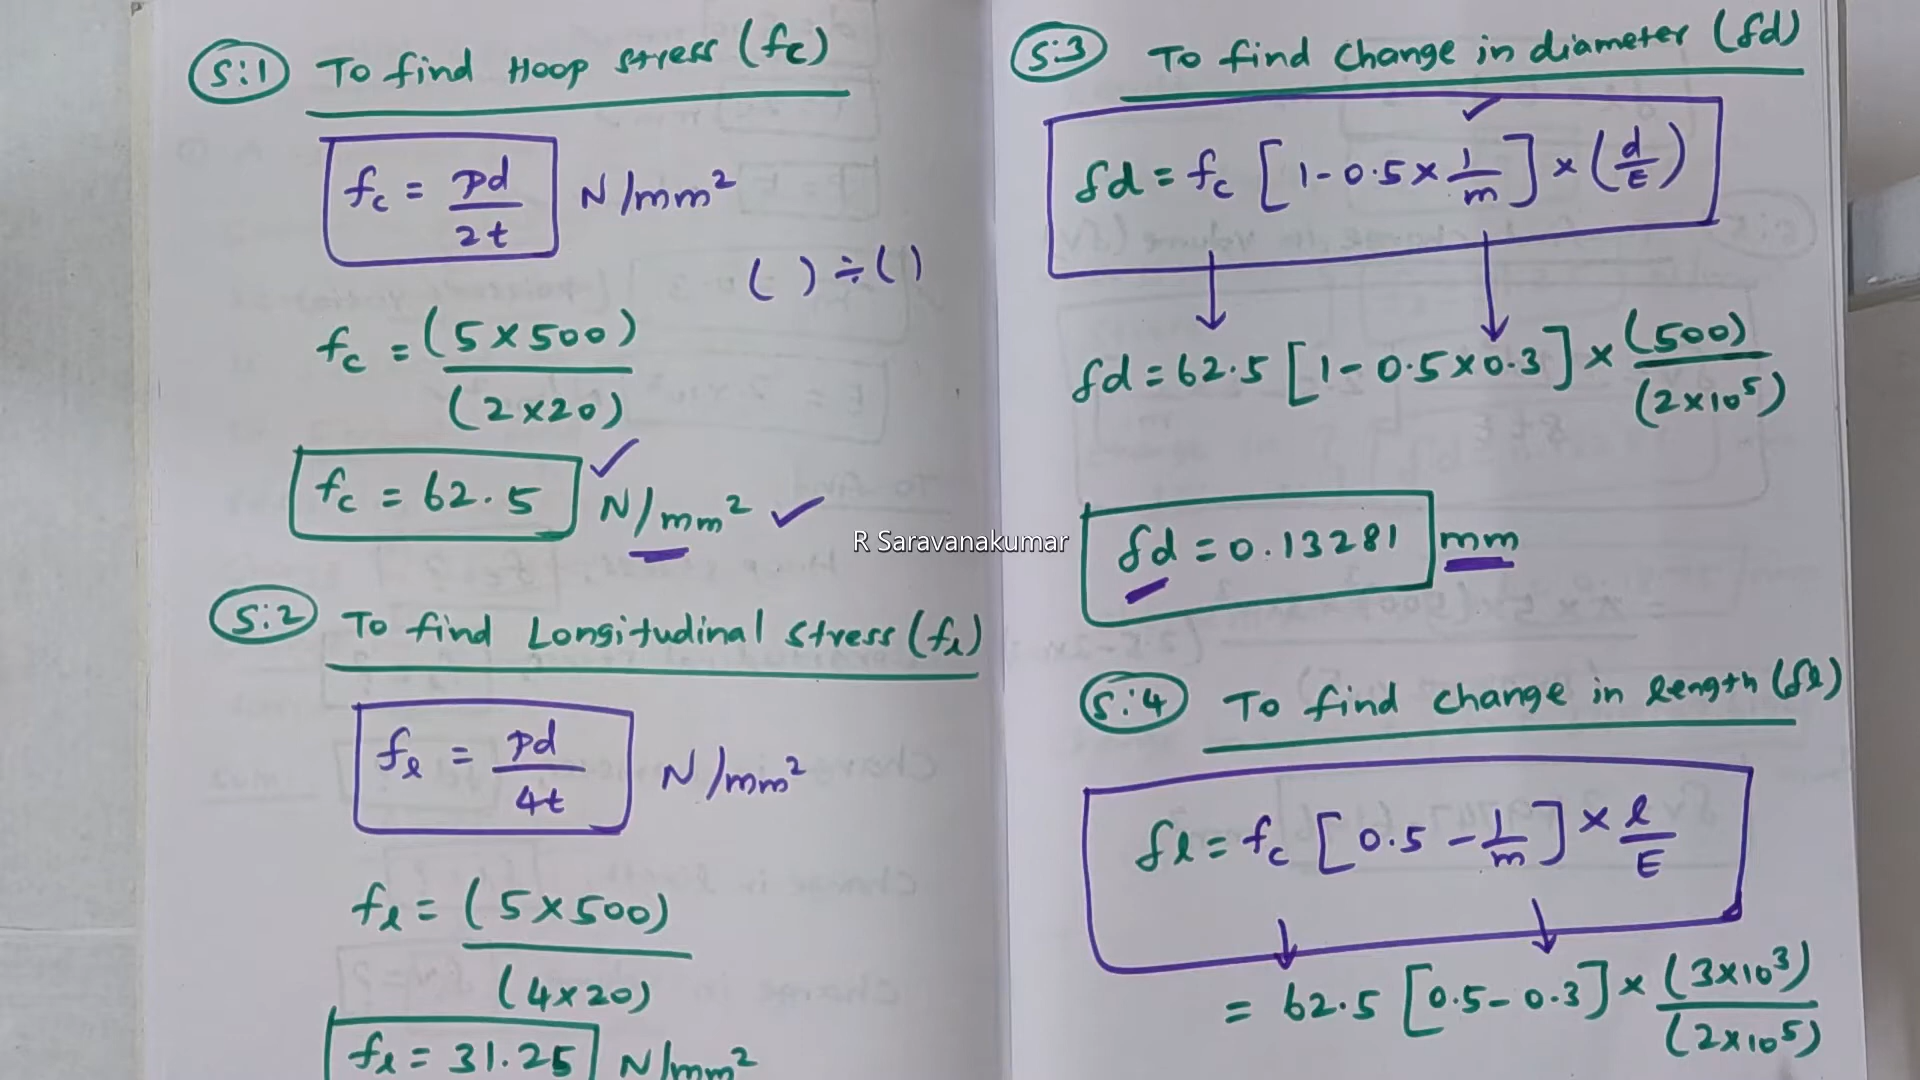 S:1 To find Hoop stress (fc)
fc = pd / 2t N/mm²
( ) ÷ ( )
fc = (5 × 500) / (2 × 20)
fc = 62.5 N/mm²
S:2 To find Longitudinal stress (fl)
fl = pd / 4t N/mm²
fl = (5 × 500) / (4 × 20)
fl = 31.25 N/mm²
S:3 To find change in diameter (δd)
δd = fc [1 - 0.5 × 1/m] × (d/E)
δd = 62.5 [1 - 0.5 × 0.3] × (500) / (2×10⁵)
δd = 0.13281 mm
S:4 To find change in length (δl)
δl = fc [0.5 - 1/m] × l/E
= 62.5 [0.5 - 0.3] × (3×10³) / (2×10⁵)
R Saravanakumar